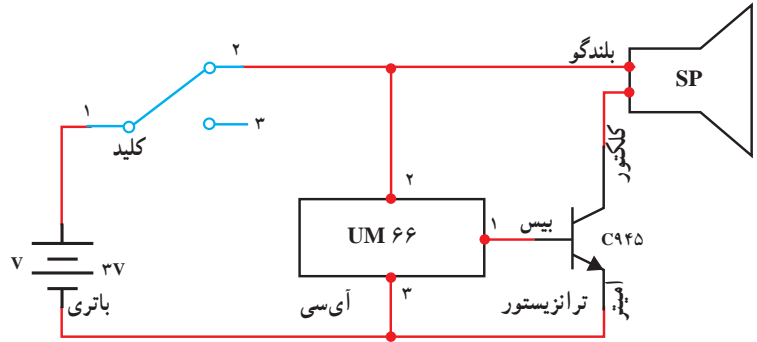 ۲
بلندگو
SP
۱
۳
کلید
کلکتور
۲
UM ۶۶
۱
بیس
C۹۴۵
V
۳V
باتری
۳
آی‌سی
ترانزیستور
امیتر